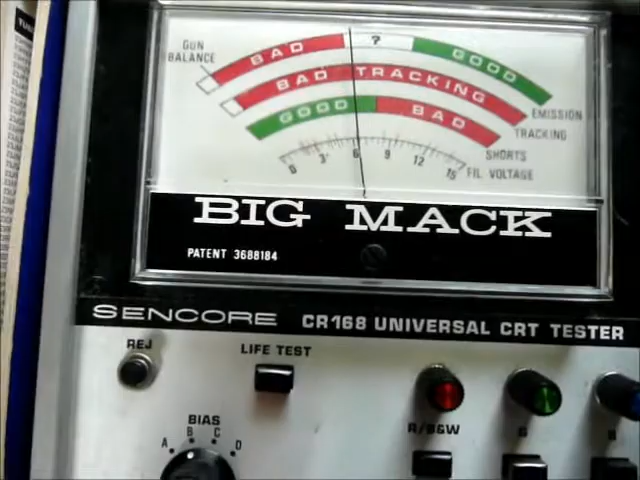 GUN
BALANCE
BAD ? GOOD
EMISSION
BAD TRACKING
TRACKING
GOOD BAD
SHORTS
0 3 6 9 12 15
FIL VOLTAGE
BIG MACK
PATENT 3688184
SENCORE CR168 UNIVERSAL CRT TESTER
REJ
LIFE TEST
BIAS
A B C D
R/B&W
G
B